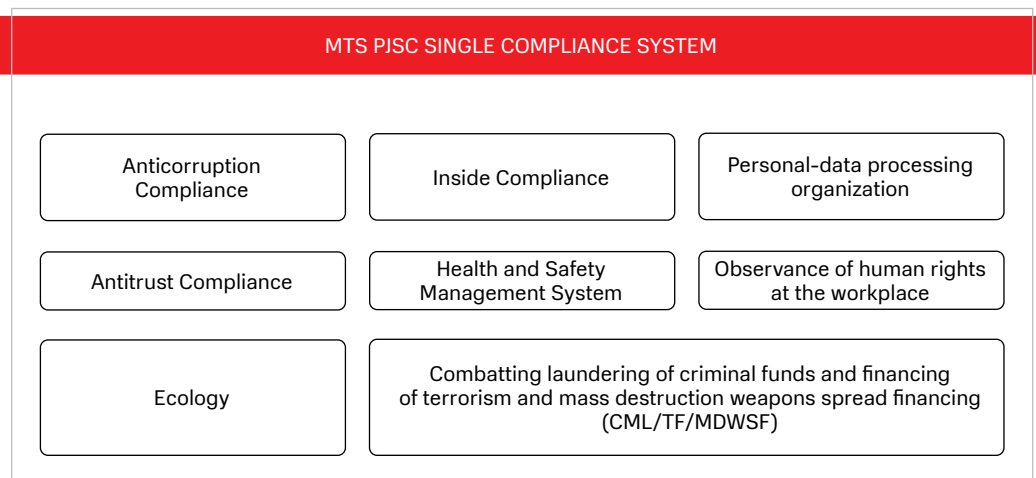 MTS PJSC SINGLE COMPLIANCE SYSTEM
Anticorruption
Compliance
Inside Compliance
Personal-data processing
organization
Antitrust Compliance
Health and Safety
Management System
Observance of human rights
at the workplace
Ecology
Combatting laundering of criminal funds and financing
of terrorism and mass destruction weapons spread financing
(CML/TF/MDWSF)